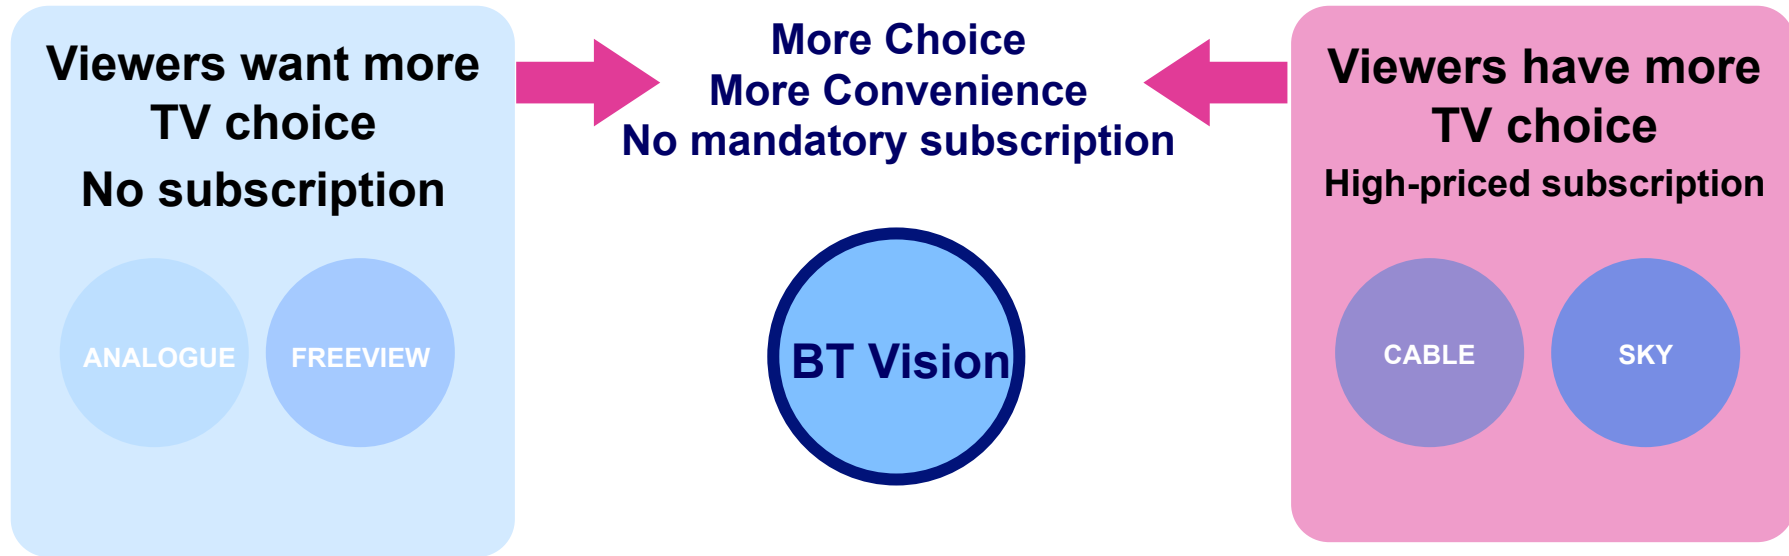 Viewers want more
TV choice
No subscription
ANALOGUE
FREEVIEW
More Choice
More Convenience
No mandatory subscription
BT Vision
Viewers have more
TV choice
High-priced subscription
CABLE
SKY